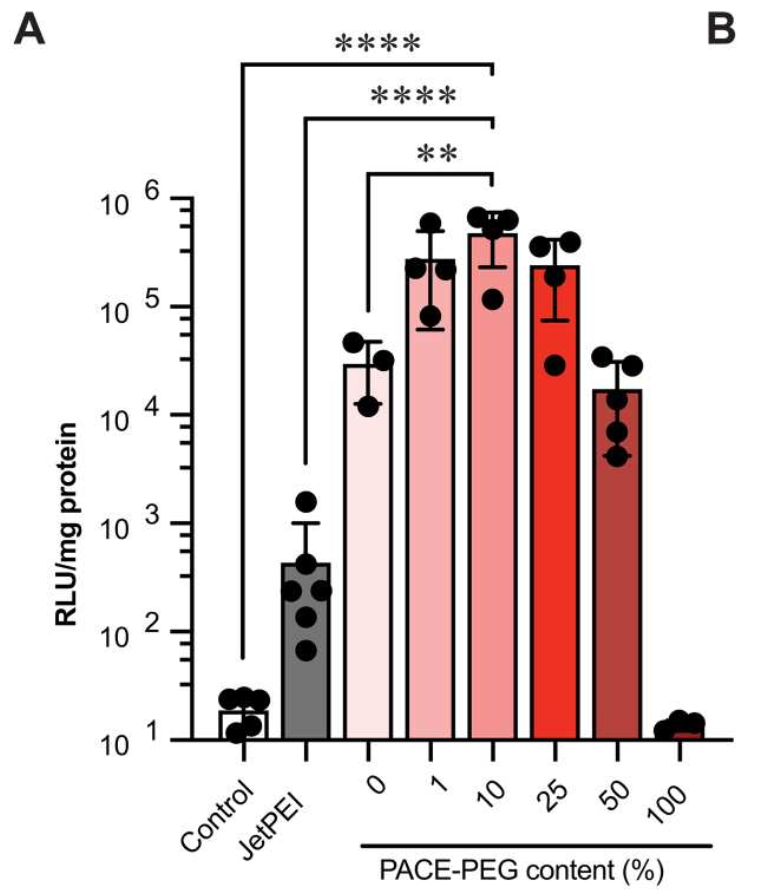 A
B
****
****
**
10 6
10 5
10 4
10 3
10 2
10 1
RLU/mg protein
Control
JetPEI
0
1
10
25
50
100
PACE-PEG content (%)